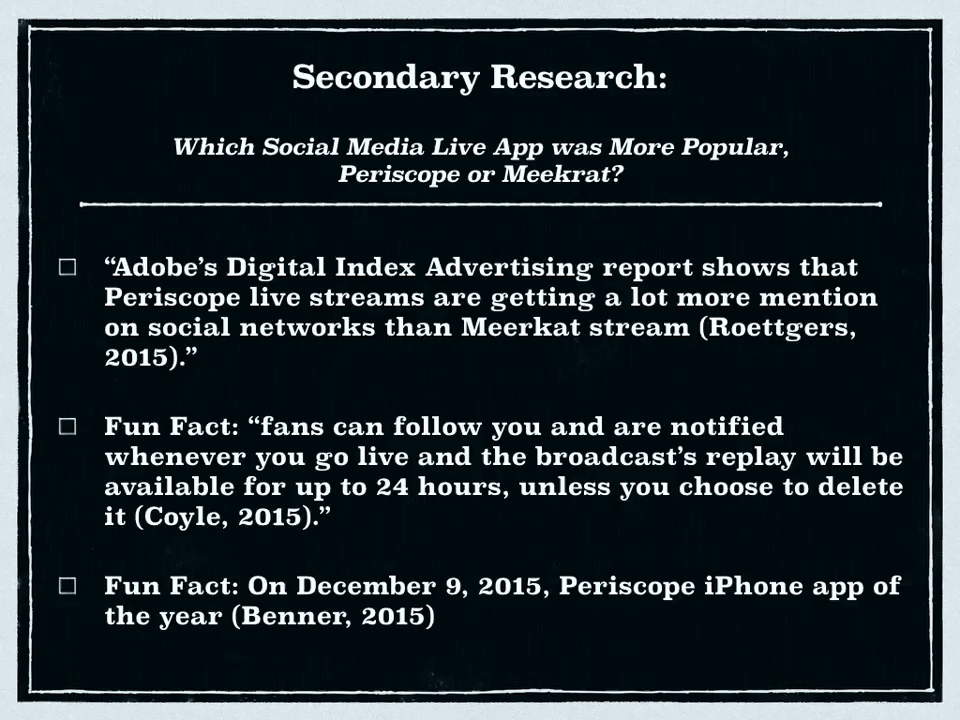 Secondary Research:
Which Social Media Live App was More Popular,
Periscope or Meekrat?
“Adobe’s Digital Index Advertising report shows that
Periscope live streams are getting a lot more mention
on social networks than Meerkat stream (Roettgers,
2015).”
Fun Fact: “fans can follow you and are notified
whenever you go live and the broadcast’s replay will be
available for up to 24 hours, unless you choose to delete
it (Coyle, 2015).”
Fun Fact: On December 9, 2015, Periscope iPhone app of
the year (Benner, 2015)